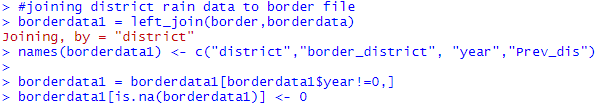 > #joining district rain data to border file
> borderdata1 = left_join(border,borderdata)
Joining, by = "district"
> names(borderdata1) <- c("district","border_district", "year","Prev_dis")
>
> borderdata1 = borderdata1[borderdata1$year!=0,]
> borderdata1[is.na(borderdata1)] <- 0